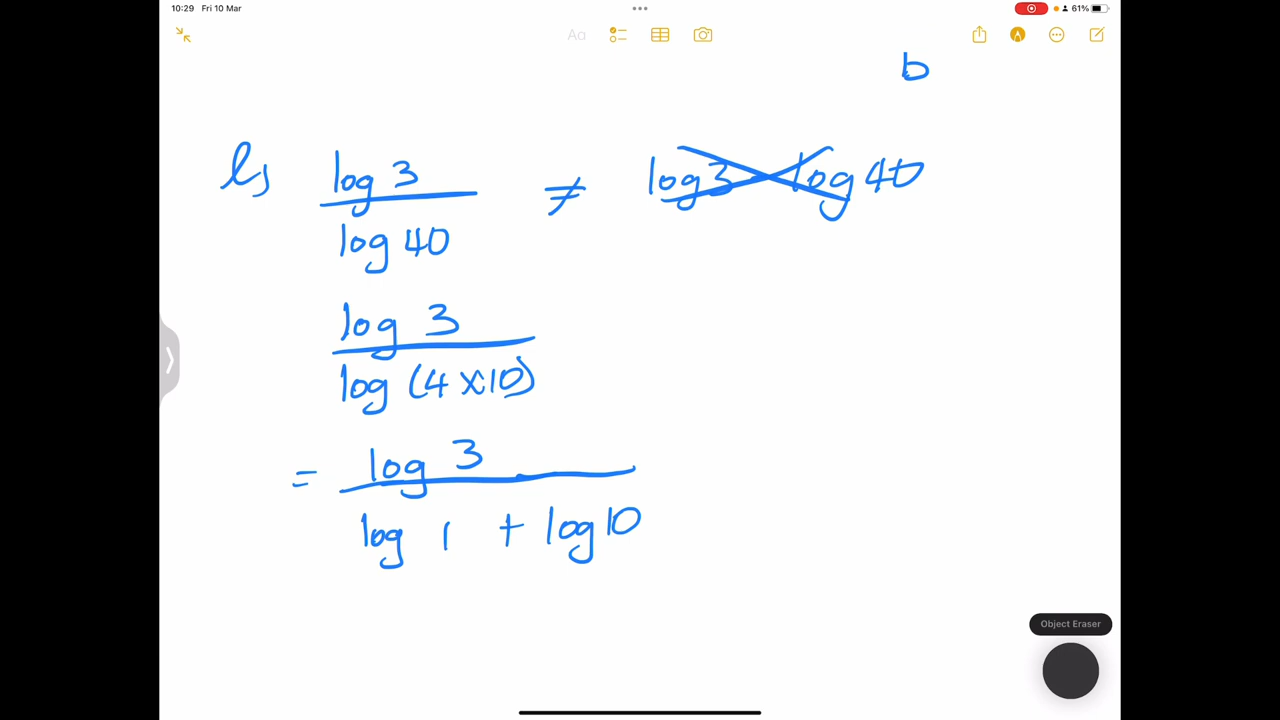 10:29 Fri 10 Mar
61%
Aa
b
log 3 ≠ log 3 - log 40
log 40
log 3
log (4 × 10)
= log 3
log 1 + log 10
Object Eraser